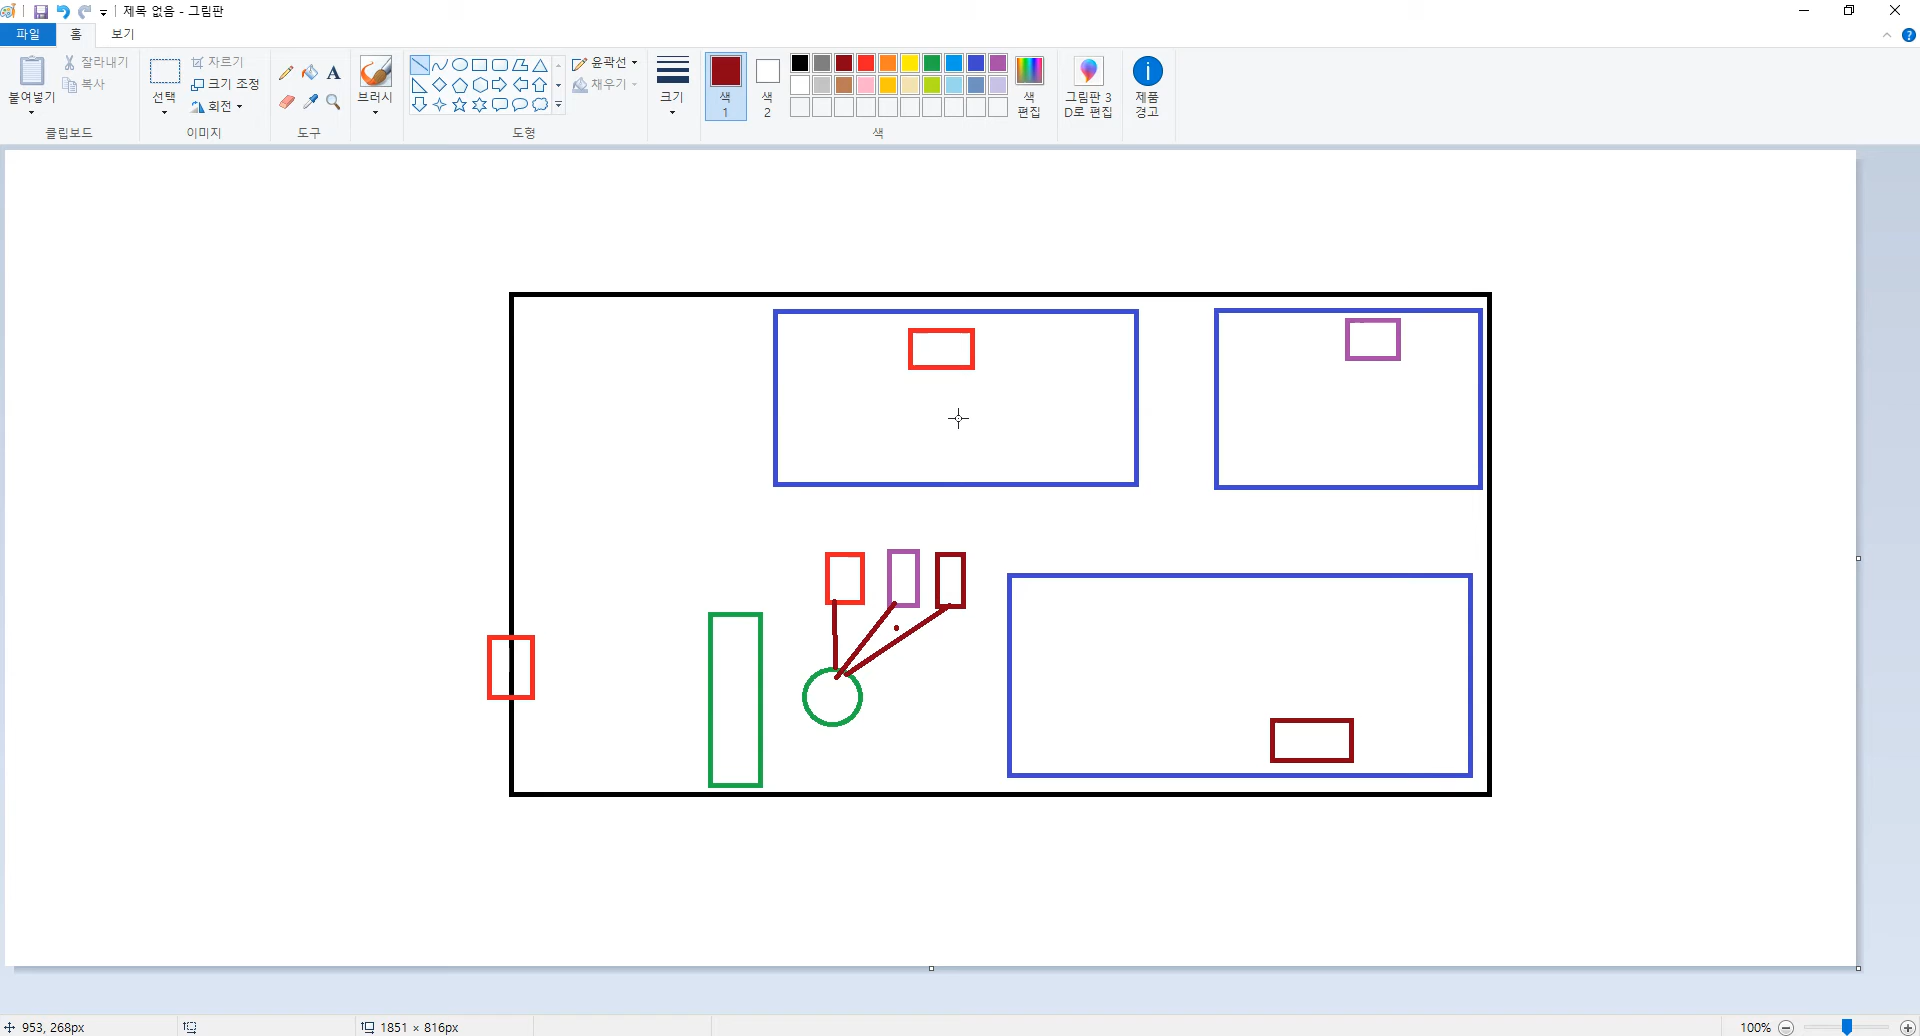 제목 없음 - 그림판
파일 홈 보기
붙여넣기
잘라내기
복사
클립보드
선택
자르기
크기 조정
회전
이미지
A
도구
브러시
윤곽선
채우기
도형
크기
색
1
색
2
색
편집
색
그림판 3
D로 편집
제품
경고
953, 268px
1851 × 816px
100%